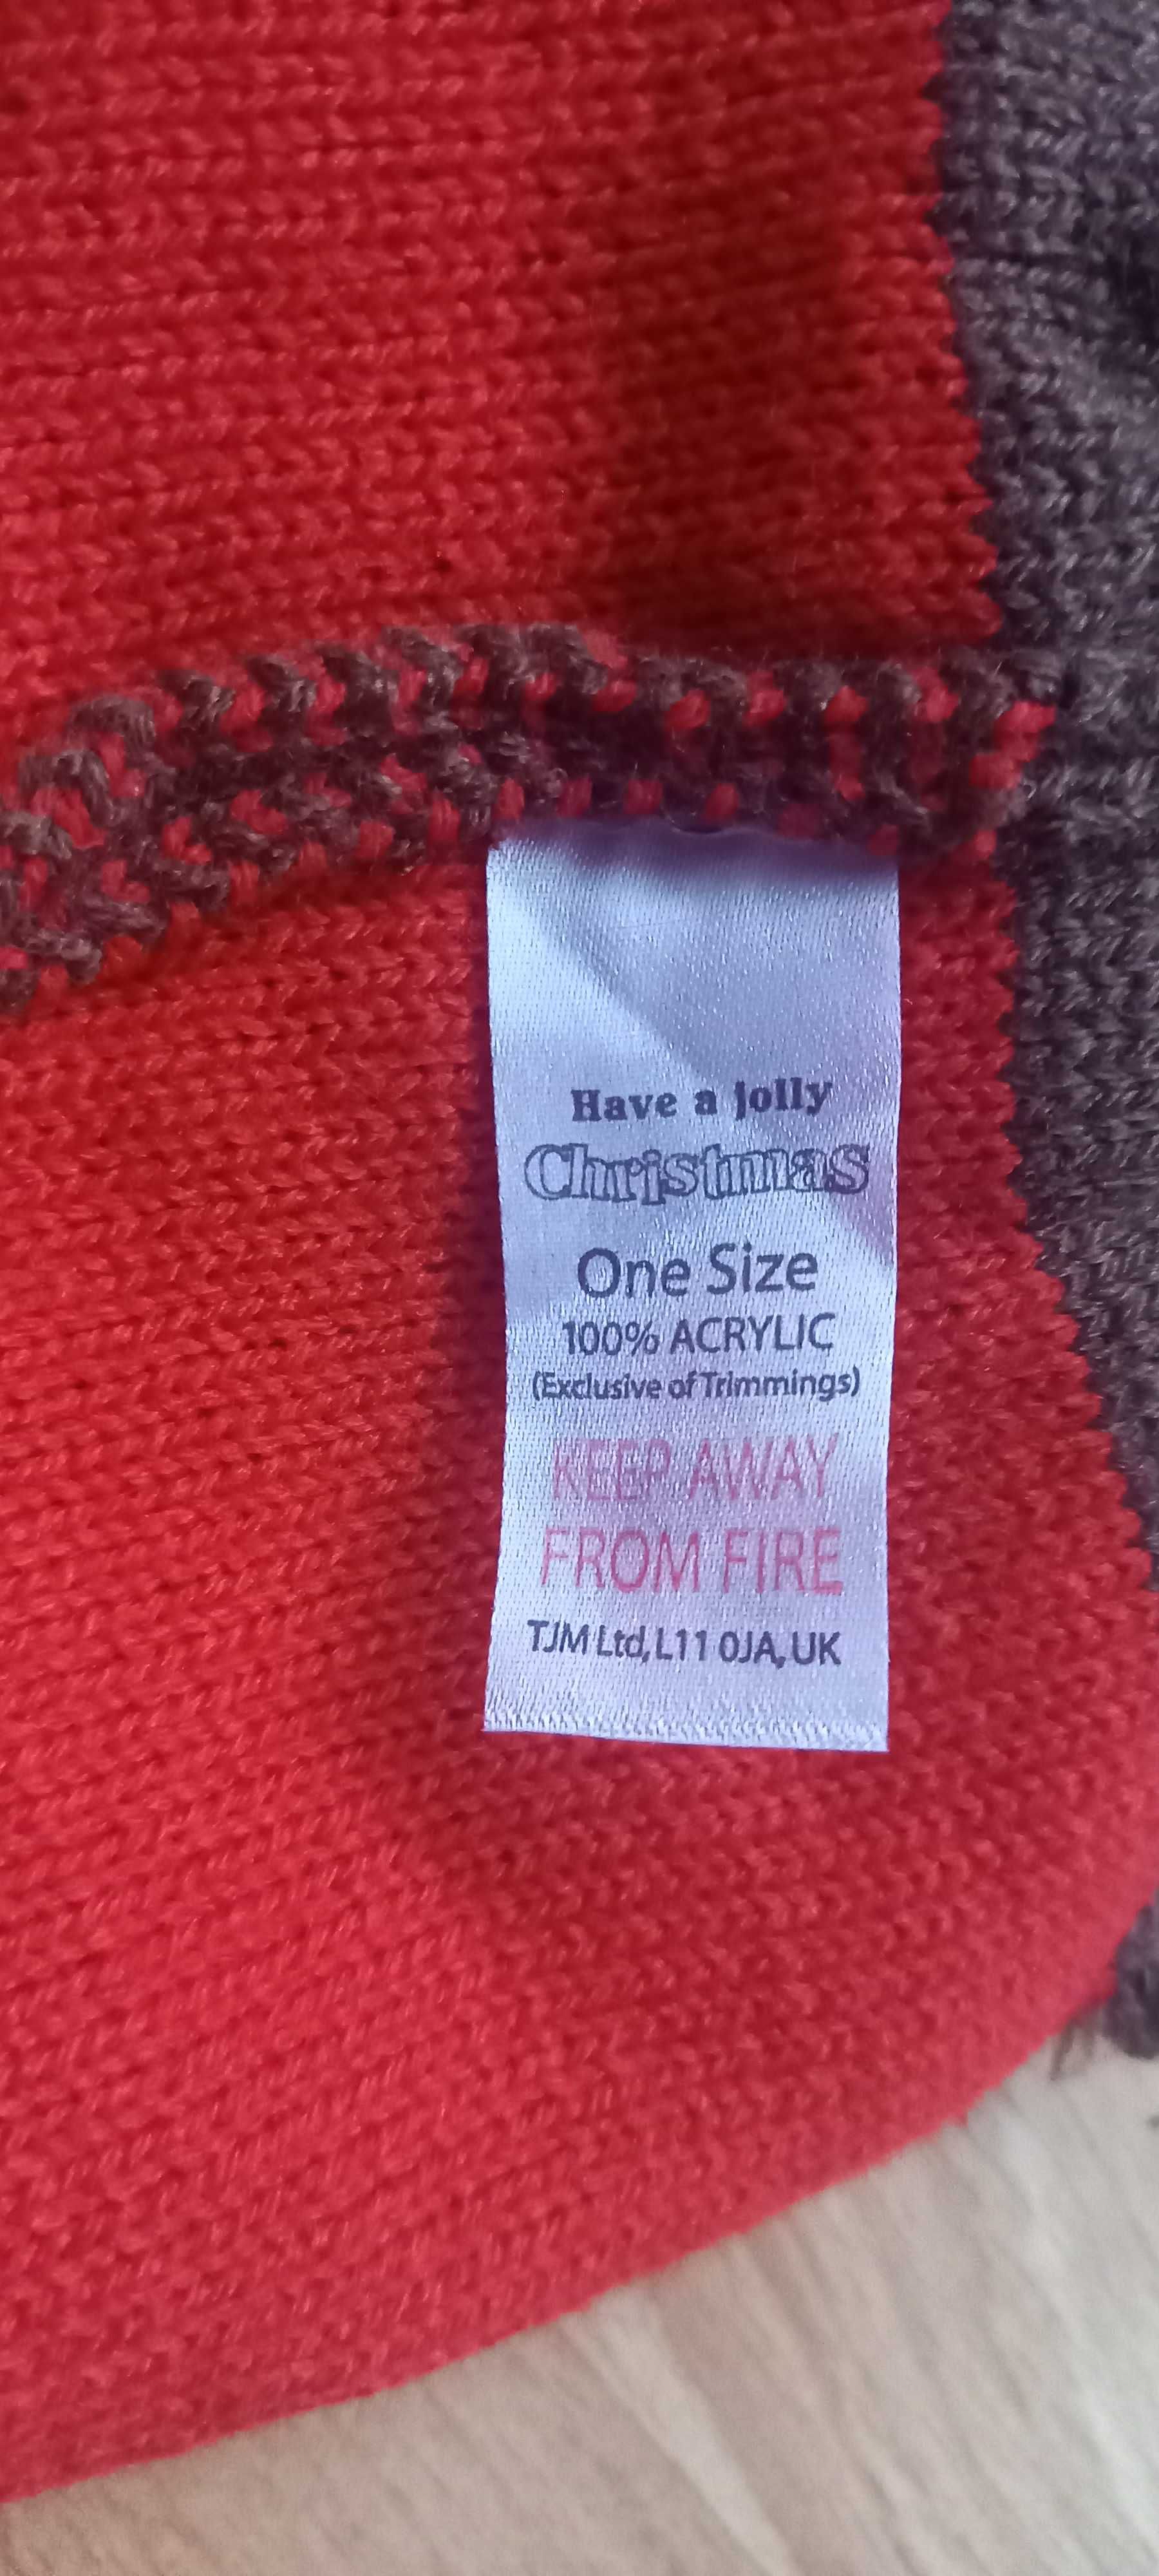 Have a Jolly
Christmas
One Size
100% ACRYLIC
(Exclusive of Trimmings)
KEEP AWAY
FROM FIRE
TJM Ltd, L11 0JA, UK